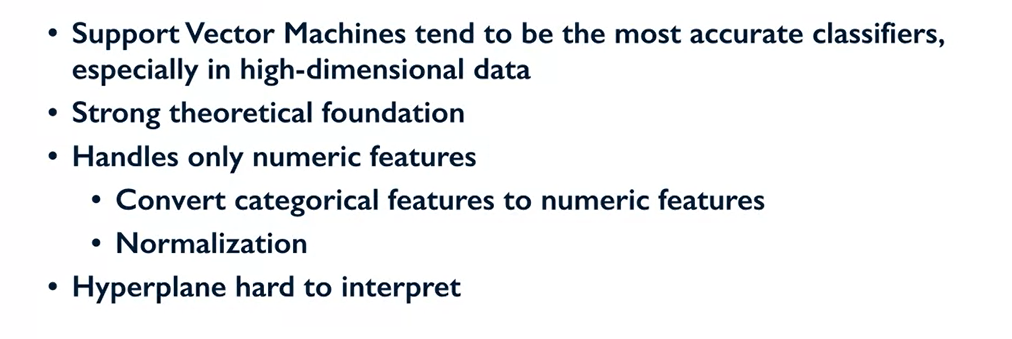 • Support Vector Machines tend to be the most accurate classifiers,
especially in high-dimensional data
• Strong theoretical foundation
• Handles only numeric features
• Convert categorical features to numeric features
• Normalization
• Hyperplane hard to interpret